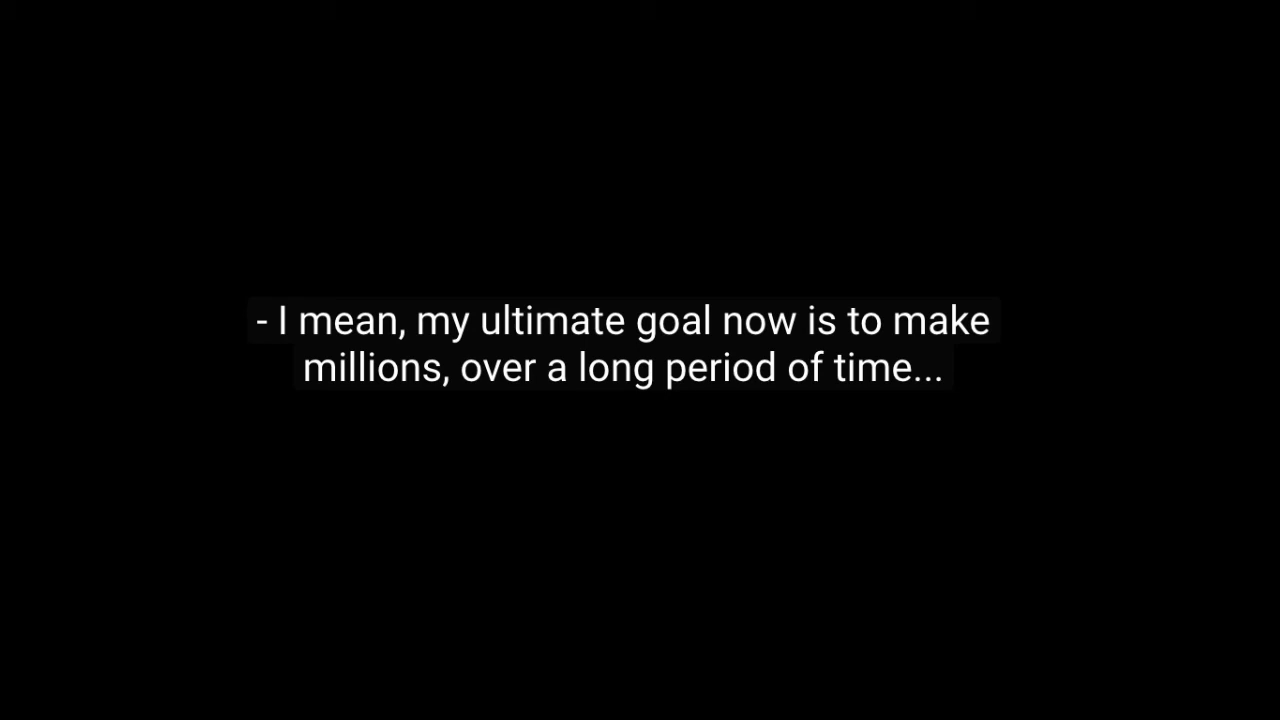 - I mean, my ultimate goal now is to make
millions, over a long period of time...